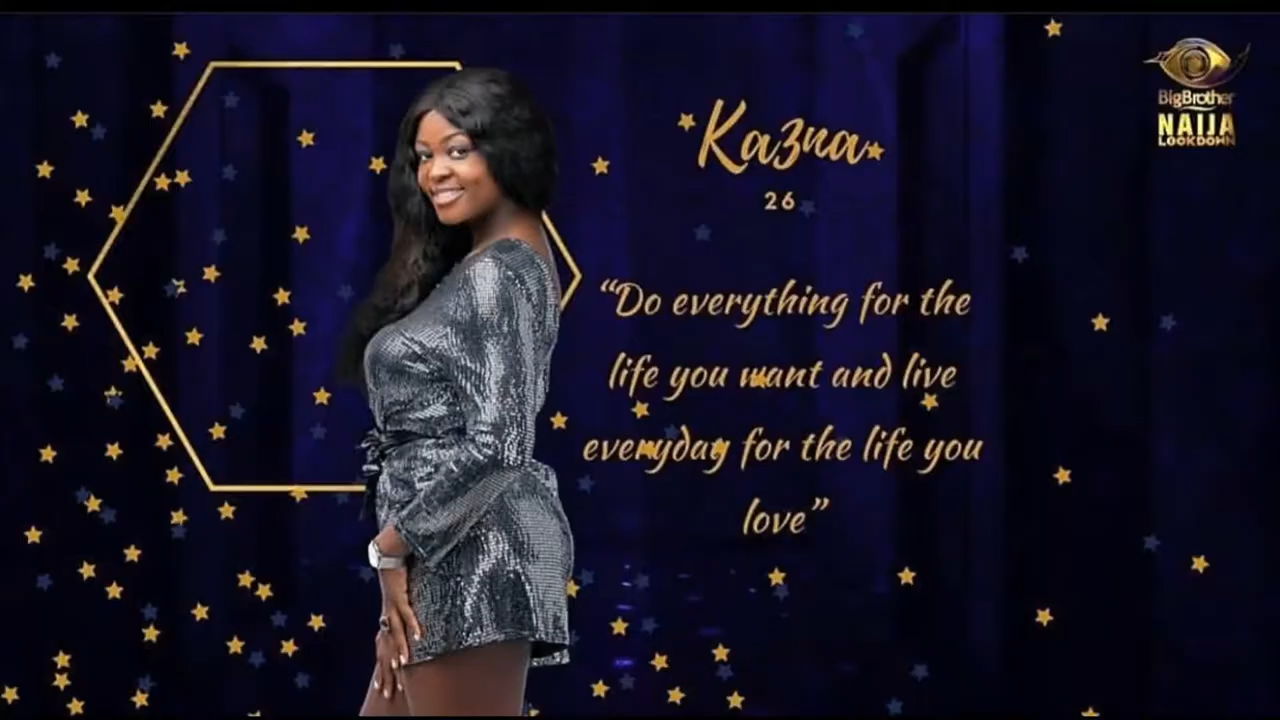 Kazna
26
“Do everything for the
life you want and live
everyday for the life you
love”
BigBrother
NAIJA
LOCKDOWN